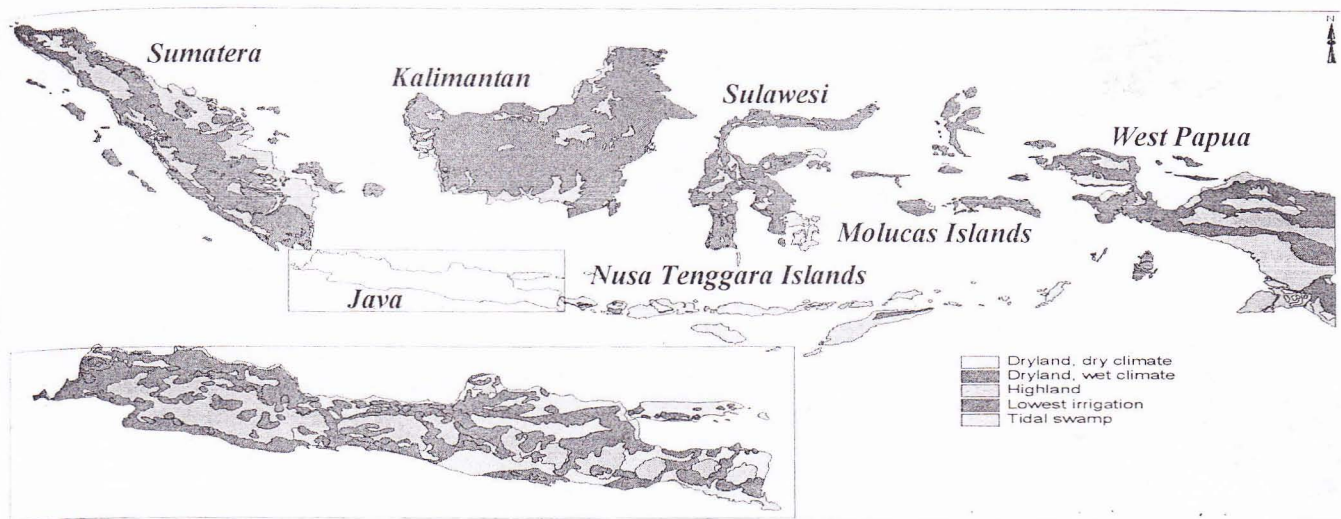 N
Sumatera
Kalimantan
Sulawesi
West Papua
Molucas Islands
Nusa Tenggara Islands
Java
Dryland, dry climate
Dryland, wet climate
Highland
Lowest irrigation
Tidal swamp